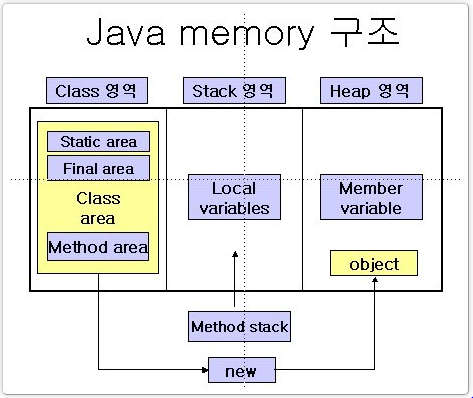 Java memory 구조
Class 영역
Stack 영역
Heap 영역
Static area
Final area
Class
area
Method area
Local
variables
Member
variable
object
Method stack
new